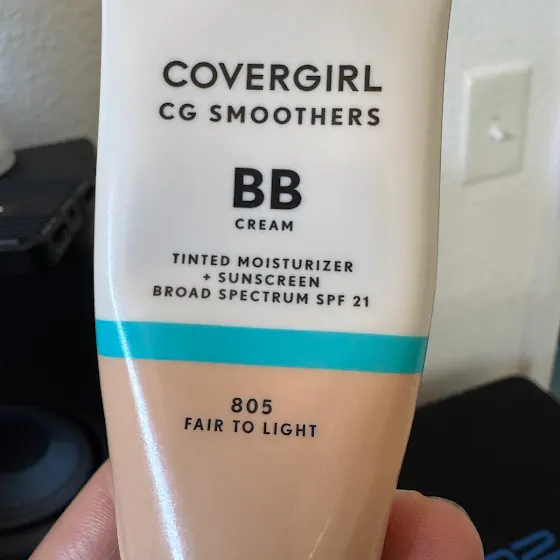 COVERGIRL
CG SMOOTHERS
BB
CREAM
TINTED MOISTURIZER
+ SUNSCREEN
BROAD SPECTRUM SPF 21
805
FAIR TO LIGHT